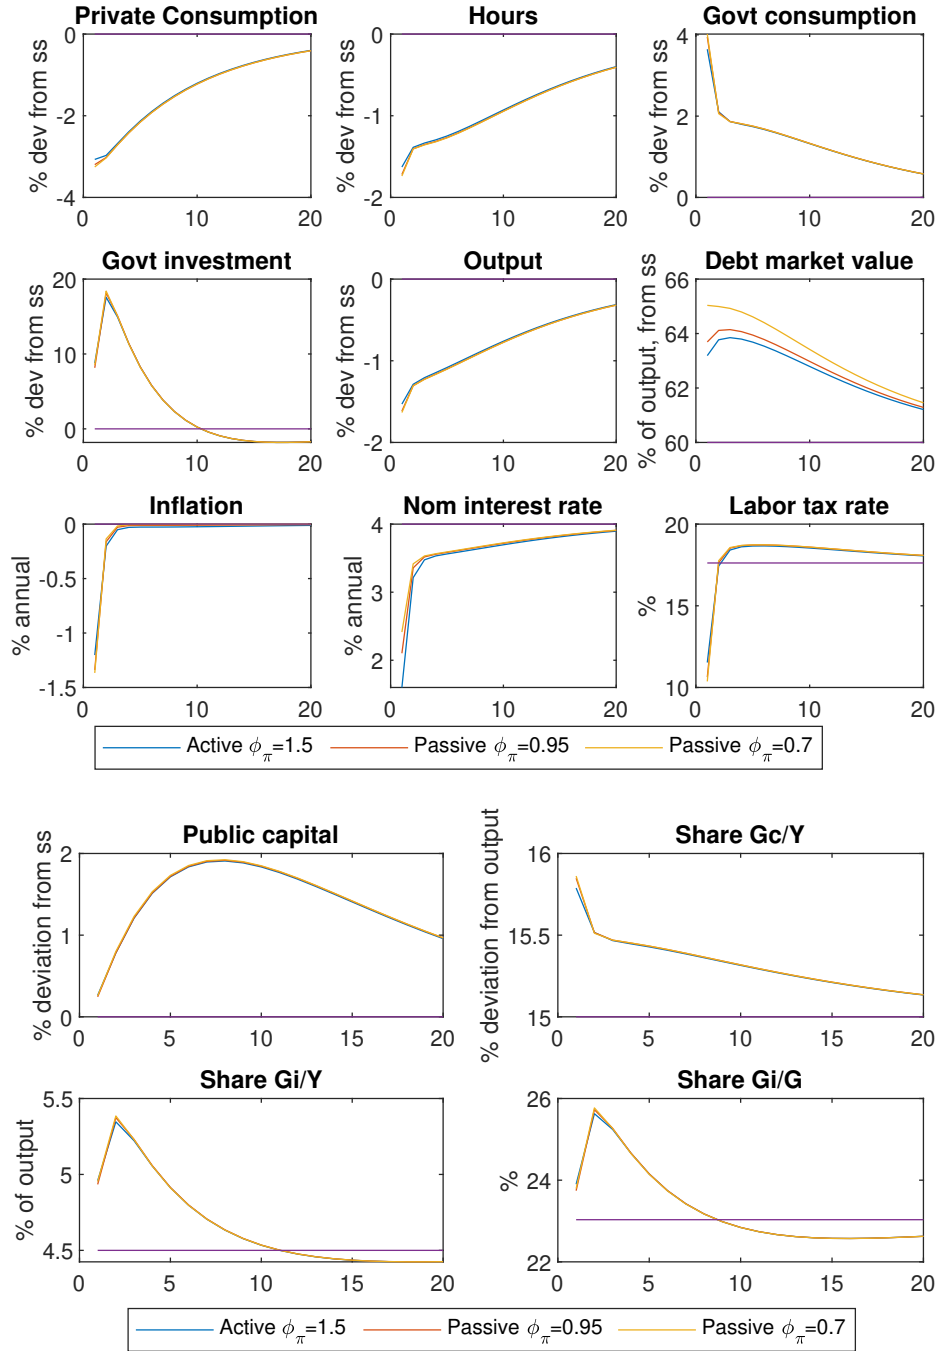 Private Consumption
% dev from ss
0
-2
-4
0 10 20
Hours
% dev from ss
0
-1
-2
0 10 20
Govt consumption
% dev from ss
4
2
0
0 10 20
Govt investment
% dev from ss
20
10
0
0 10 20
Output
% dev from ss
0
-1
-2
0 10 20
Debt market value
% of output, from ss
66
64
62
60
0 10 20
Inflation
% annual
0
-0.5
-1
-1.5
0 10 20
Nom interest rate
% annual
4
3
2
0 10 20
Labor tax rate
%
20
15
10
0 10 20
Active ϕπ=1.5 Passive ϕπ=0.95 Passive ϕπ=0.7
Public capital
% deviation from ss
2
1
0
0 5 10 15 20
Share Gc/Y
% deviation from output
16
15.5
15
0 5 10 15 20
Share Gi/Y
% of output
5.5
5
4.5
0 5 10 15 20
Share Gi/G
%
26
24
22
0 5 10 15 20
Active ϕπ=1.5 Passive ϕπ=0.95 Passive ϕπ=0.7